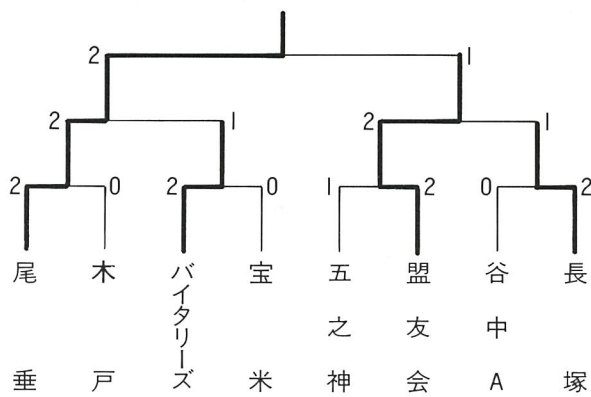 2 1
2 1 2 1
2 0 2 0 1 2 0 2
尾垂
木戸
バイタリーズ
宝米
五之神
盟友会
谷中A
長塚